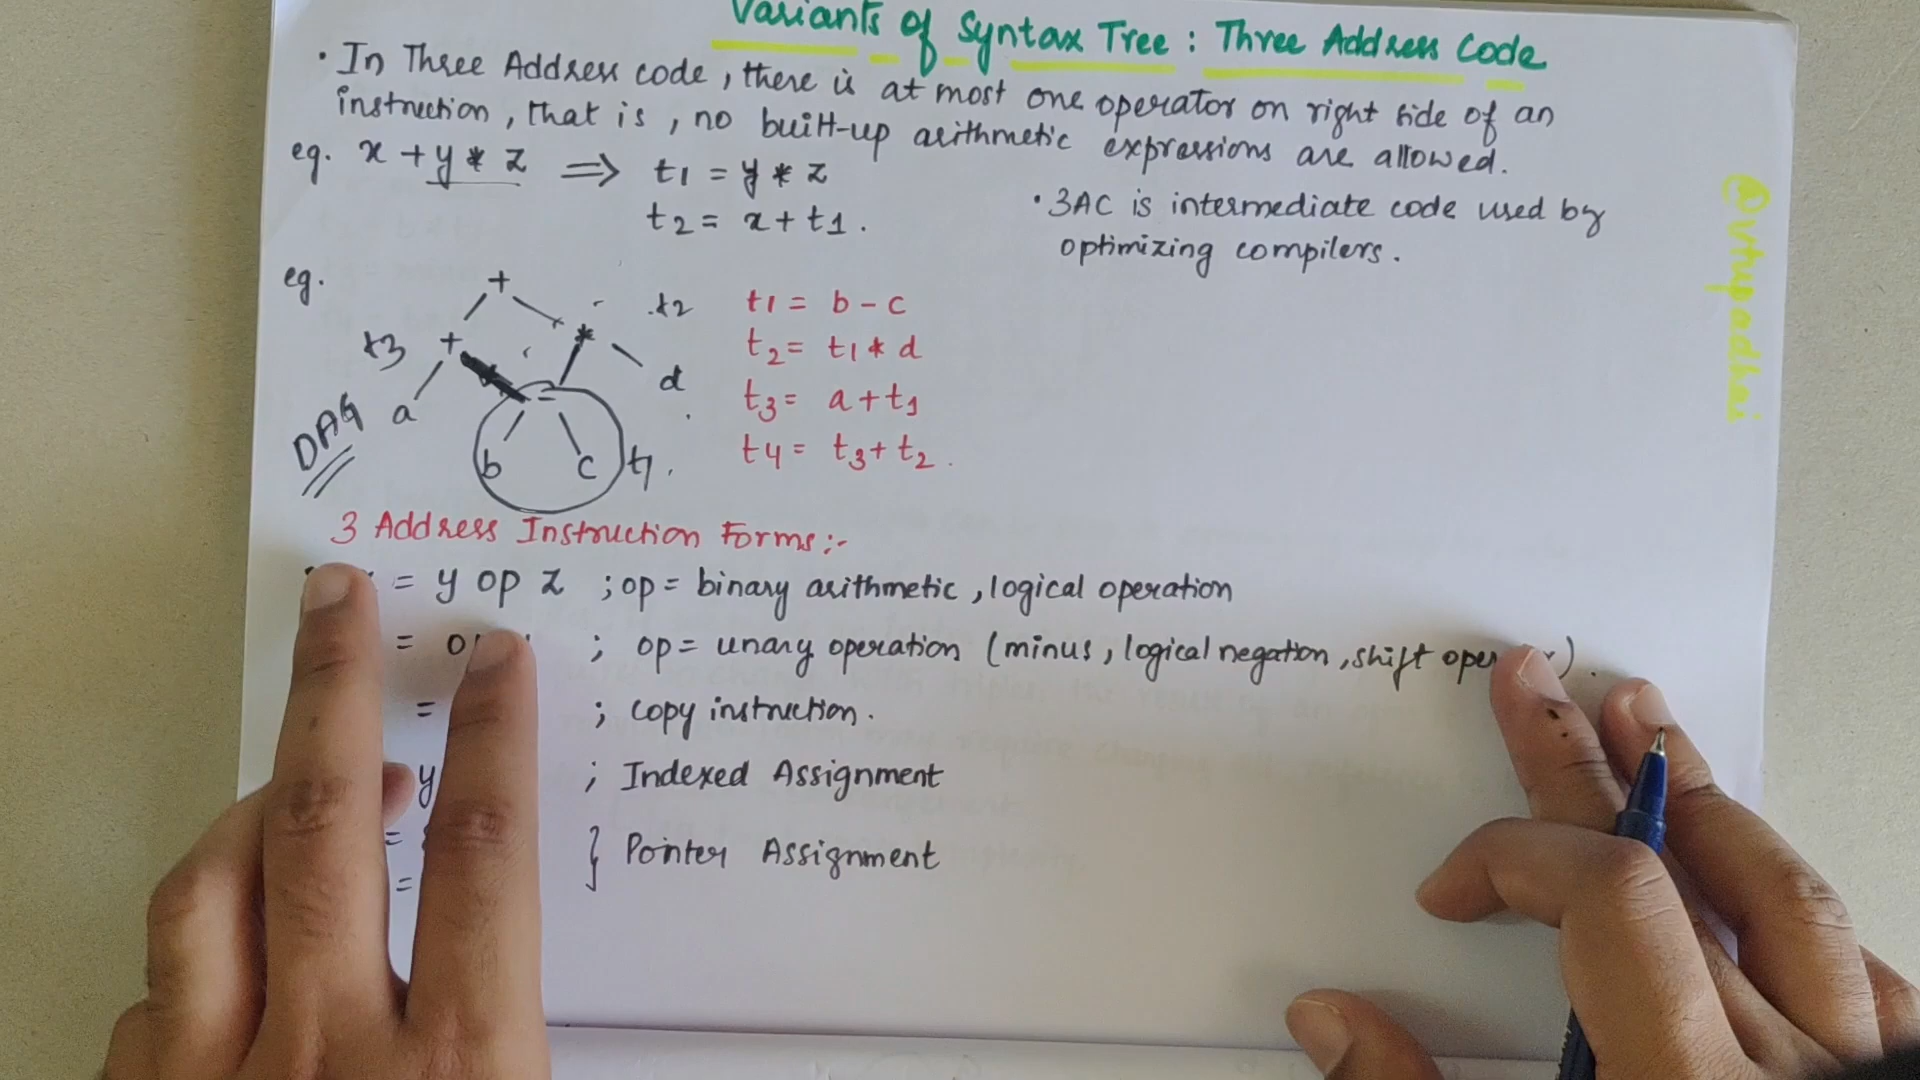 Variants of Syntax Tree : Three Address Code
• In Three Address code, there is at most one operator on right side of an
instruction, that is, no built-up arithmetic expressions are allowed.
eg. x + y * z ⇒ t1 = y * z
t2 = x + t1.
• 3AC is intermediate code used by
optimizing compilers.
@vtupadhai
eg.
+
+ * t2
t3
a - d
b c t1.
DAG
t1 = b - c
t2 = t1 * d
t3 = a + t1
t4 = t3 + t2.
3 Address Instruction Forms :-
= y op z ; op = binary arithmetic, logical operation
= ; op = unary operation (minus, logical negation, shift
= ; copy instruction.
y ; Indexed Assignment
=
= } Pointer Assignment